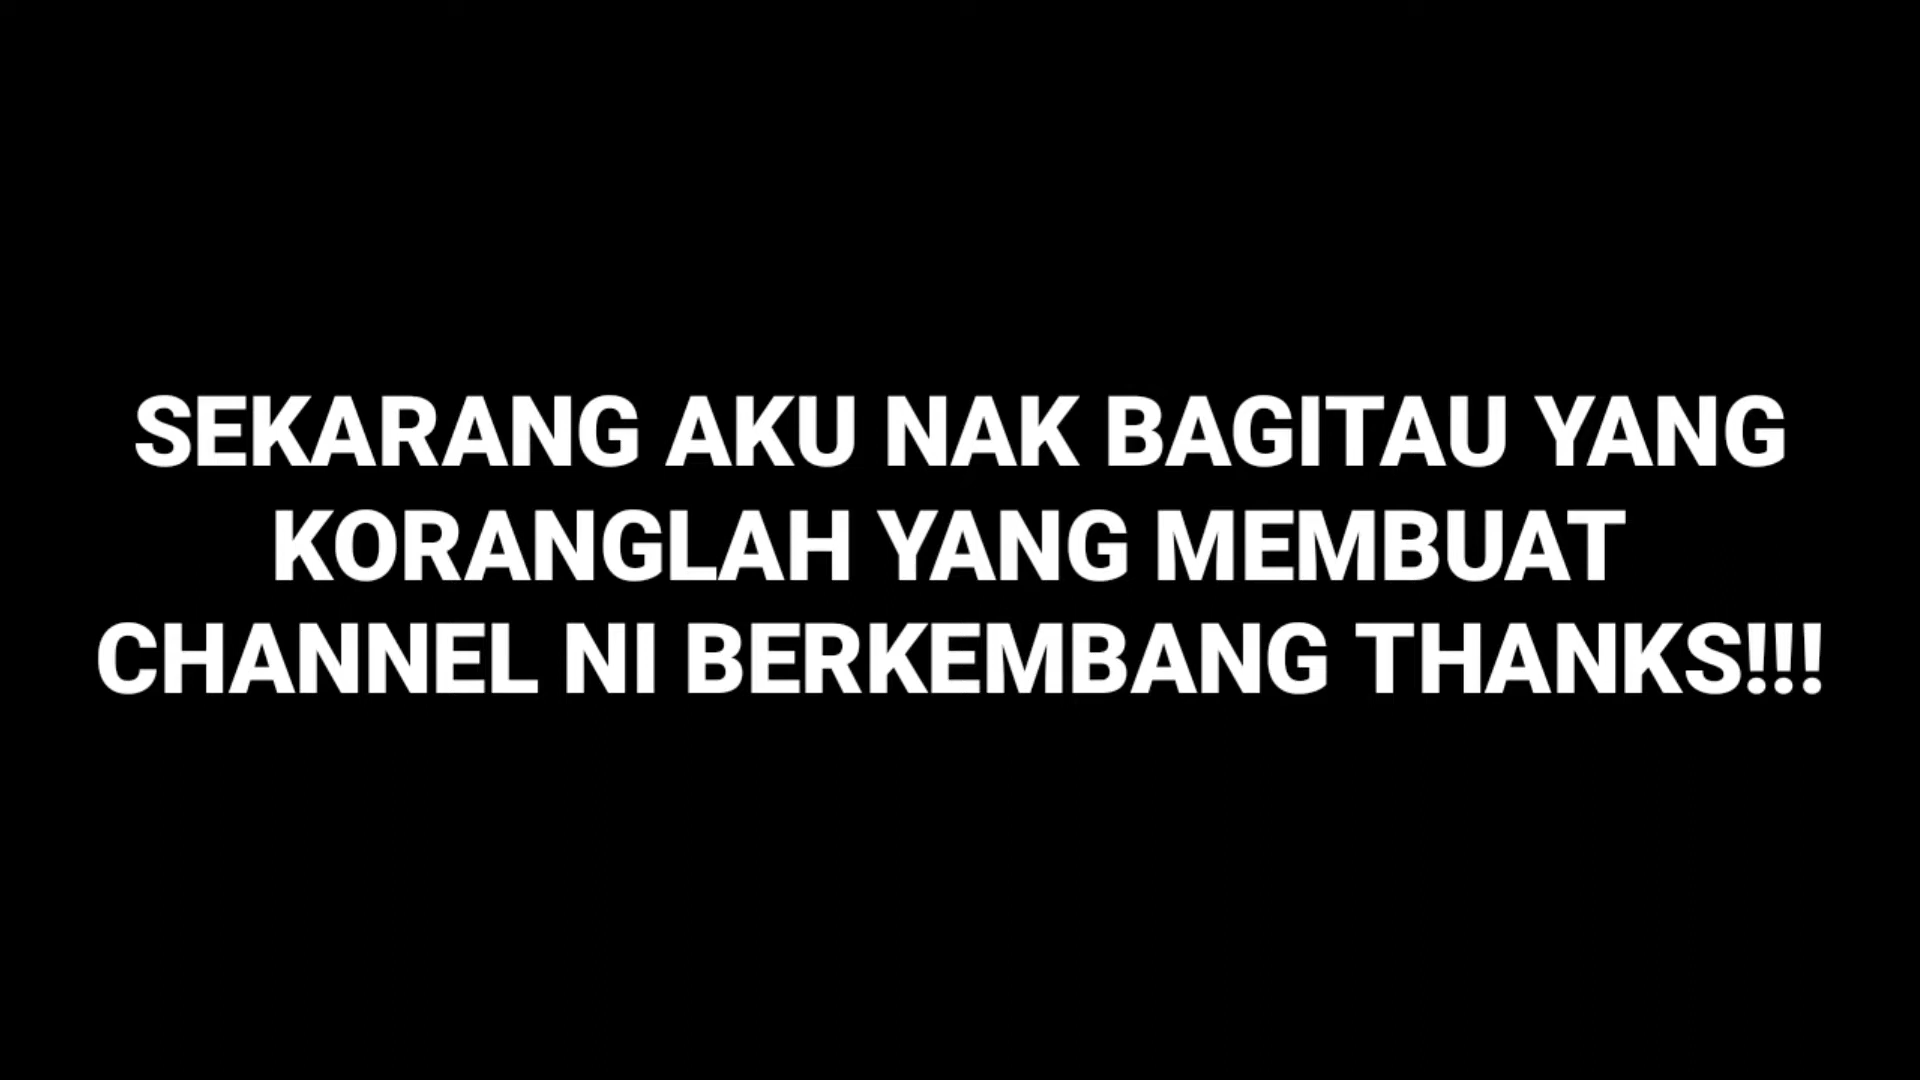 SEKARANG AKU NAK BAGITAU YANG
KORANGLAH YANG MEMBUAT
CHANNEL NI BERKEMBANG THANKS!!!